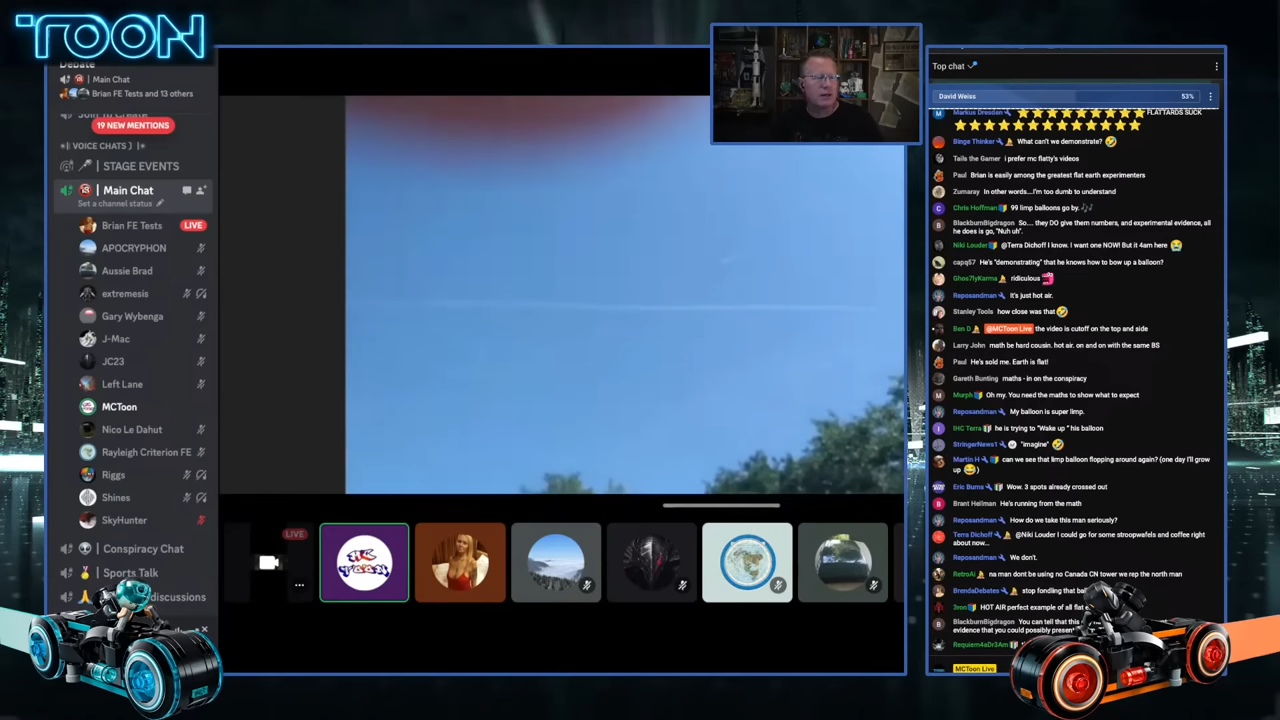 TOON
Debate
Main Chat
Brian FE Tests and 13 others
19 NEW MENTIONS
VOICE CHATS
STAGE EVENTS
Main Chat
Set a channel status
Brian FE Tests LIVE
APOCRYPHON
Aussie Brad
extremesis
Gary Wybenga
J-Mac
JC23
Left Lane
MCToon
Nico Le Dahut
Rayleigh Criterion FE
Riggs
Shines
SkyHunter
Conspiracy Chat
Sports Talk
discussions
LIVE
MC
TOON
Top chat
David Weiss 53%
Markus Dresdan FLATTARDS SUCK
Binge Thinker What can't we demonstrate?
Tails the Gamer i prefer mc flatty's videos
Paul Brian is easily among the greatest flat earth experimenters
Zumaray In other words....I'm too dumb to understand
Chris Hoffman 99 limp balloons go by.
BlackburnBigdragon So.... they DO give them numbers, and experimental evidence, all
he does is go, "Nuh uh".
Niki Louder @Terra Dichoff I know. I want one NOW! But it 4am here
capq57 He's "demonstrating" that he knows how to bow up a balloon?
Ghos7lyKarma ridiculous
Reposandman It's just hot air.
Stanley Tools how close was that
Ben D @MCToon Live the video is cutoff on the top and side
Larry John math be hard cousin. hot air. on and on with the same BS
Paul He's sold me. Earth is flat!
Gareth Bunting maths - in on the conspiracy
Murph Oh my. You need the maths to show what to expect
Reposandman My balloon is super limp.
IHC Terra he is trying to "Wake up " his balloon
StringerNews1 "imagine"
Martin H can we see that limp balloon flopping around again? (one day I'll grow
up )
Eric Burns Wow. 3 spots already crossed out
Brant Hellman He's running from the math
Reposandman How do we take this man seriously?
Terra Dichoff @Niki Louder I could go for some stroopwafels and coffee right
about now...
Reposandman We don't.
RetroAi na man dont be using no Canada CN tower we rep the north man
BrendaDebates stop fondling that bal
3ron HOT AIR perfect example of all flat e
BlackburnBigdragon You can tell that this
evidence that you could possibly present
Requiem4aDr3Am
MCToon Live